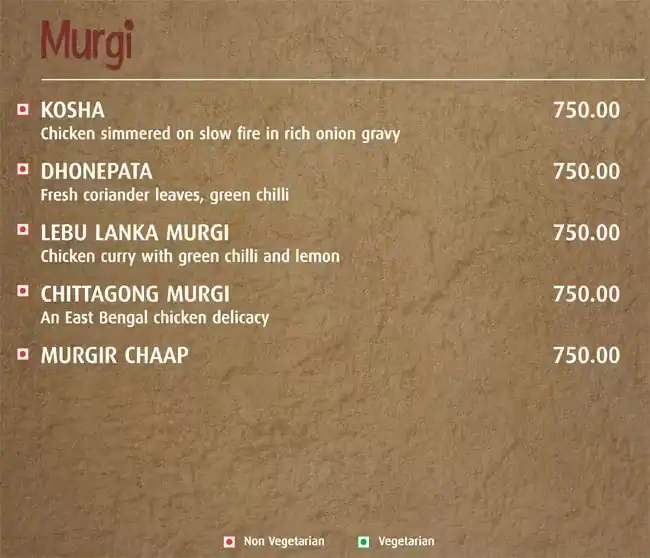 Murgi
KOSHA 750.00
Chicken simmered on slow fire in rich onion gravy
DHONEPATA 750.00
Fresh coriander leaves, green chilli
LEBU LANKA MURGI 750.00
Chicken curry with green chilli and lemon
CHITTAGONG MURGI 750.00
An East Bengal chicken delicacy
MURGIR CHAAP 750.00
Non Vegetarian Vegetarian